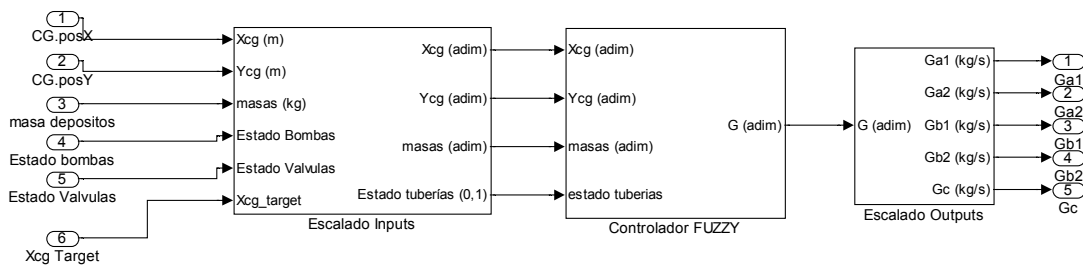 1
CG.posX
2
CG.posY
3
masa depositos
4
Estado bombas
5
Estado Valvulas
6
Xcg Target
Xcg (m)
Ycg (m)
masas (kg)
Estado Bombas
Estado Valvulas
Xcg_target
Xcg (adim)
Ycg (adim)
masas (adim)
Estado tuberías (0,1)
Escalado Inputs
Xcg (adim)
Ycg (adim)
masas (adim)
estado tuberias
G (adim)
Controlador FUZZY
G (adim)
Ga1 (kg/s)
Ga2 (kg/s)
Gb1 (kg/s)
Gb2 (kg/s)
Gc (kg/s)
Escalado Outputs
1
Ga1
2
Ga2
3
Gb1
4
Gb2
5
Gc